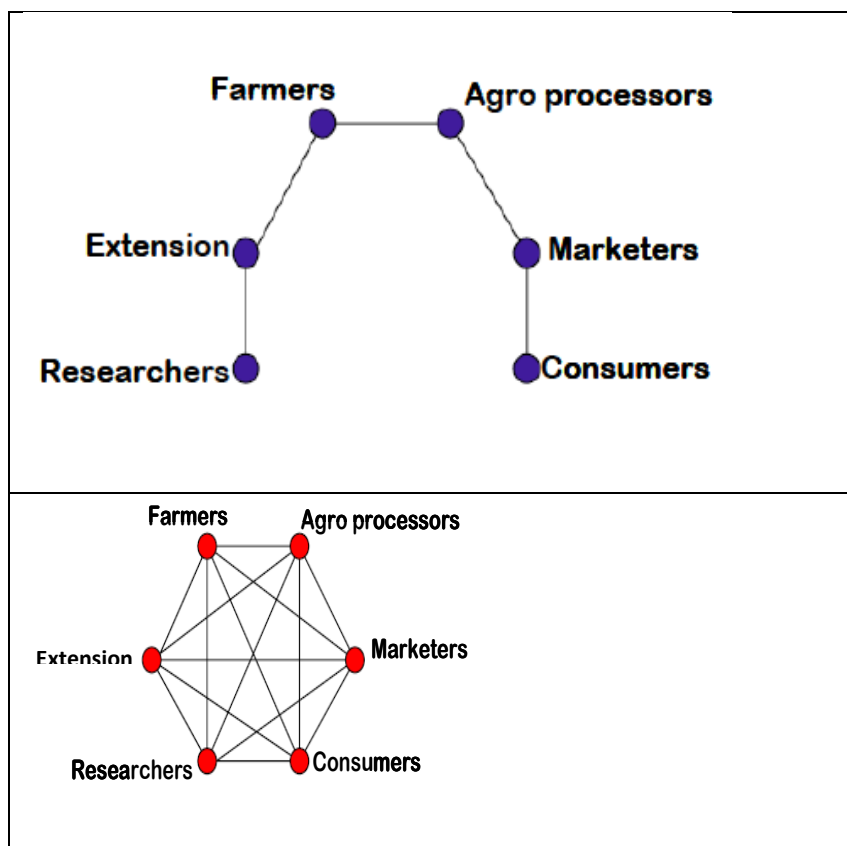 Farmers
Agro processors
Extension
Marketers
Researchers
Consumers
Farmers
Agro processors
Extension
Marketers
Researchers
Consumers